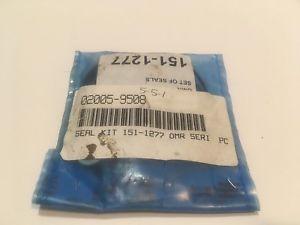 151-1277
SET OF SEALS
5-5-1
02005-9508
SEAL KIT 151-1277 OMR SERI PC